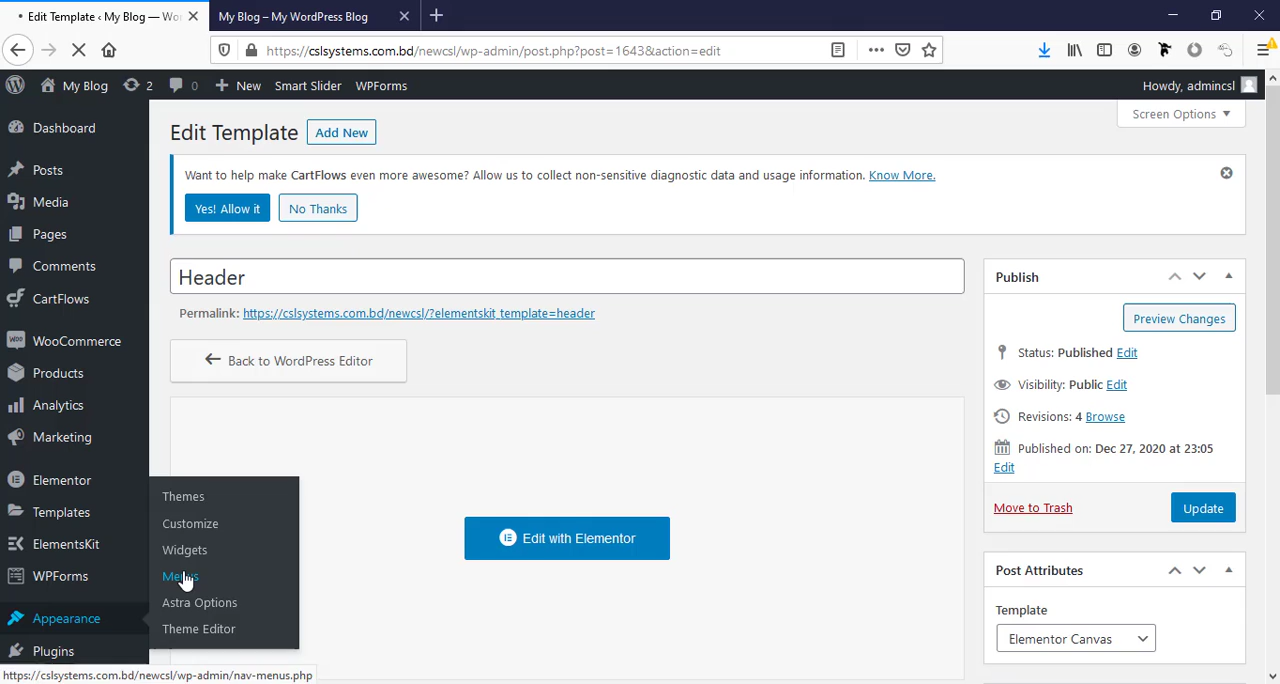 Edit Template ‹ My Blog — Wo
My Blog – My WordPress Blog
https://cslsystems.com.bd/newcsl/wp-admin/post.php?post=1643&action=edit
My Blog
2
0
New
Smart Slider
WPForms
Howdy, admincsl
Dashboard
Posts
Media
Pages
Comments
CartFlows
Woo
WooCommerce
Products
Analytics
Marketing
Elementor
Templates
ElementsKit
WPForms
Appearance
Plugins
Themes
Customize
Widgets
Menus
Astra Options
Theme Editor
Screen Options
Edit Template
Add New
Want to help make CartFlows even more awesome? Allow us to collect non-sensitive diagnostic data and usage information. Know More.
Yes! Allow it
No Thanks
Header
Permalink: https://cslsystems.com.bd/newcsl/?elementskit_template=header
Back to WordPress Editor
Edit with Elementor
Publish
Preview Changes
Status: Published Edit
Visibility: Public Edit
Revisions: 4 Browse
Published on: Dec 27, 2020 at 23:05
Edit
Move to Trash
Update
Post Attributes
Template
Elementor Canvas
https://cslsystems.com.bd/newcsl/wp-admin/nav-menus.php